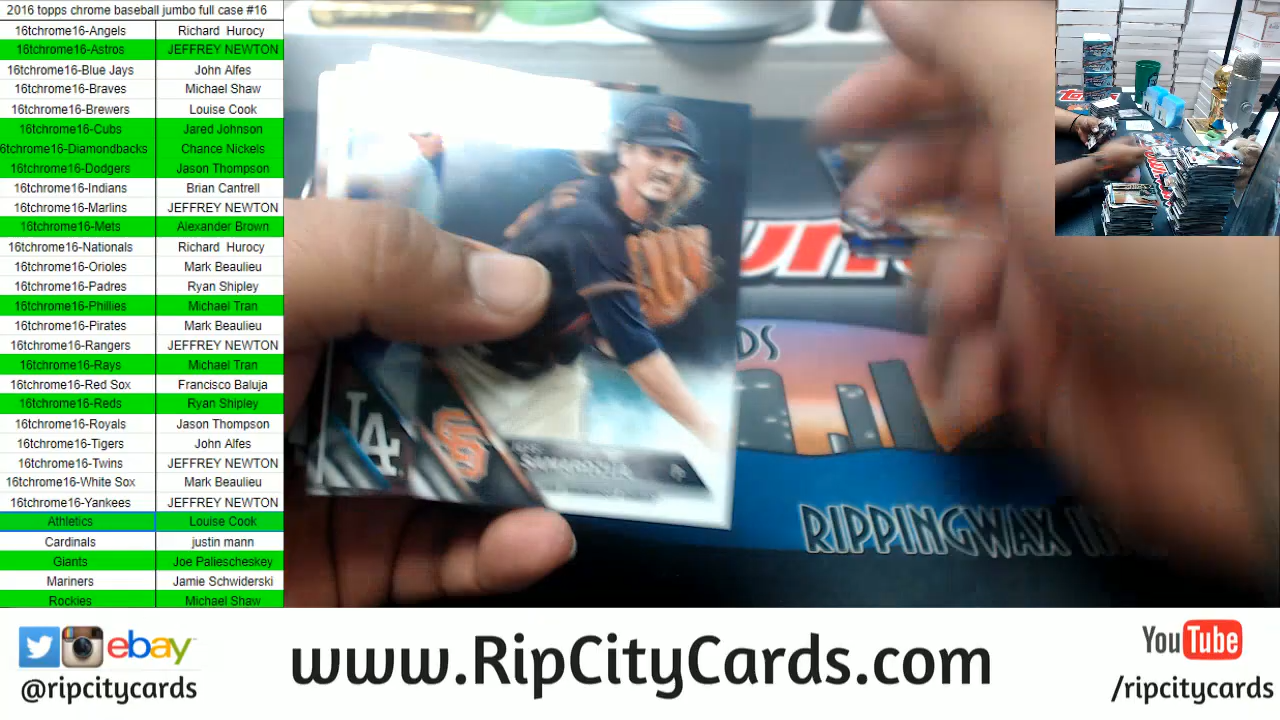 2016 topps chrome baseball jumbo full case #16
16tchrome16-Angels Richard Hurocy
16tchrome16-Astros JEFFREY NEWTON
16tchrome16-Blue Jays John Alfes
16tchrome16-Braves Michael Shaw
16tchrome16-Brewers Louise Cook
16tchrome16-Cubs Jared Johnson
6tchrome16-Diamondbacks Chance Nickels
16tchrome16-Dodgers Jason Thompson
16tchrome16-Indians Brian Cantrell
16tchrome16-Marlins JEFFREY NEWTON
16tchrome16-Mets Alexander Brown
16tchrome16-Nationals Richard Hurocy
16tchrome16-Orioles Mark Beaulieu
16tchrome16-Padres Ryan Shipley
16tchrome16-Phillies Michael Tran
16tchrome16-Pirates Mark Beaulieu
16tchrome16-Rangers JEFFREY NEWTON
16tchrome16-Rays Michael Tran
16tchrome16-Red Sox Francisco Baluja
16tchrome16-Reds Ryan Shipley
16tchrome16-Royals Jason Thompson
16tchrome16-Tigers John Alfes
16tchrome16-Twins JEFFREY NEWTON
16tchrome16-White Sox Mark Beaulieu
16tchrome16-Yankees JEFFREY NEWTON
Athletics Louise Cook
Cardinals justin mann
Giants Joe Paliescheskey
Mariners Jamie Schwiderski
Rockies Michael Shaw
LA
SF
SAMARDZIJA
RIPPINGWAX
ebay
@ripcitycards
www.RipCityCards.com
YouTube
/ripcitycards